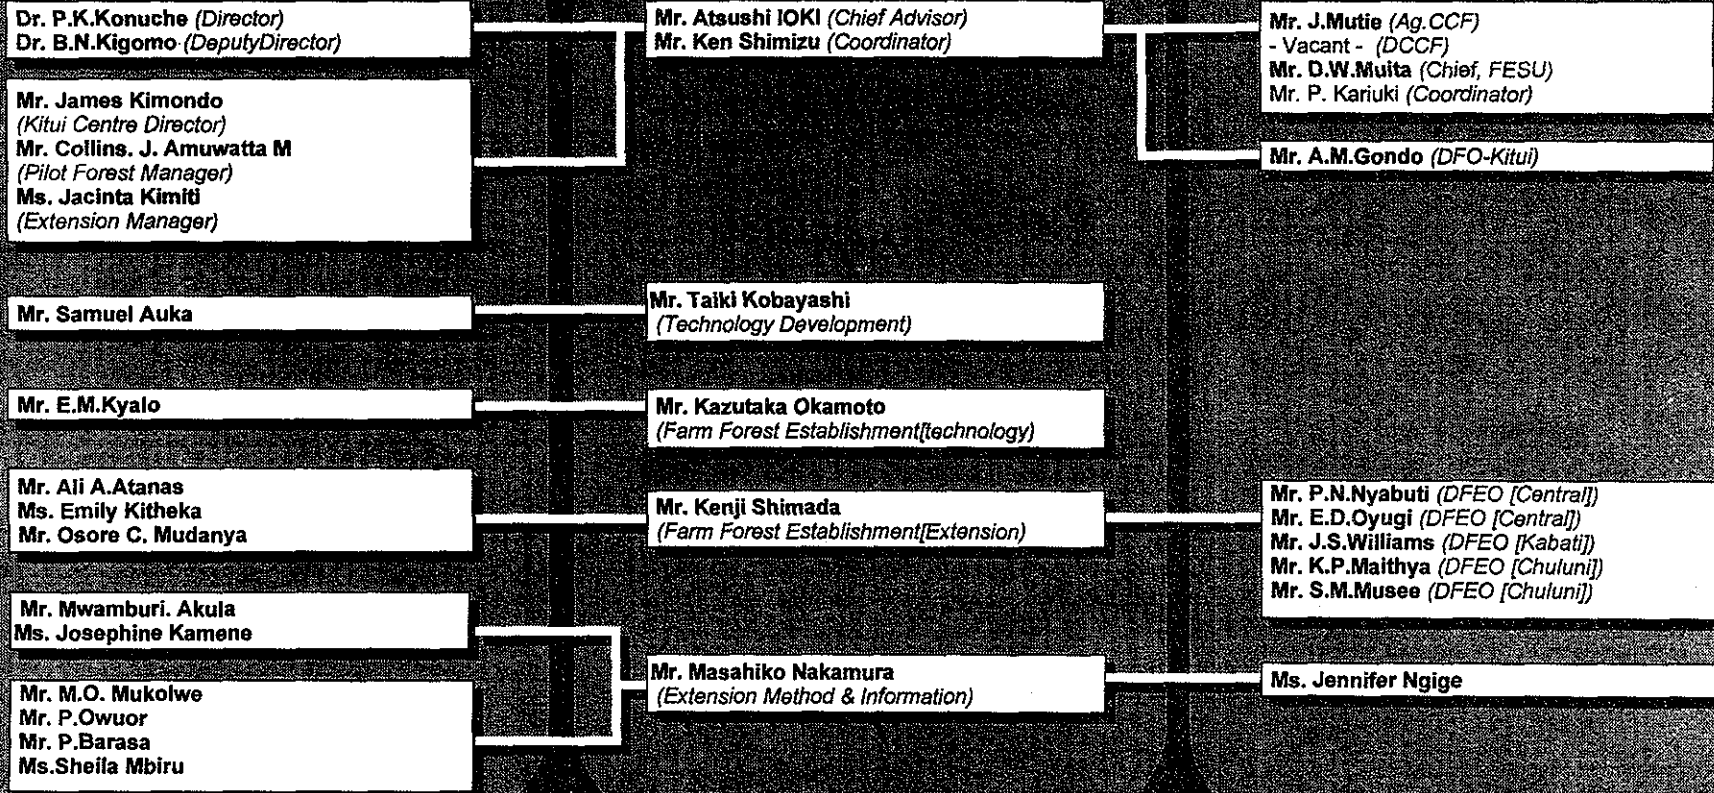 Dr. P.K.Konuche (Director)
Dr. B.N.Kigomo (DeputyDirector)
Mr. James Kimondo
(Kitui Centre Director)
Mr. Collins. J. Amuwatta M
(Pilot Forest Manager)
Ms. Jacinta Kimiti
(Extension Manager)
Mr. Samuel Auka
Mr. E.M.Kyalo
Mr. Ali A.Atanas
Ms. Emily Kitheka
Mr. Osore C. Mudanya
Mr. Mwamburi. Akula
Ms. Josephine Kamene
Mr. M.O. Mukolwe
Mr. P.Owuor
Mr. P.Barasa
Ms.Sheila Mbiru
Mr. Atsushi IOKI (Chief Advisor)
Mr. Ken Shimizu (Coordinator)
Mr. Taiki Kobayashi
(Technology Development)
Mr. Kazutaka Okamoto
(Farm Forest Establishment[technology)
Mr. Kenji Shimada
(Farm Forest Establishment[Extension)
Mr. Masahiko Nakamura
(Extension Method & Information)
Mr. J.Mutie (Ag.CCF)
- Vacant - (DCCF)
Mr. D.W.Muita (Chief, FESU)
Mr. P. Kariuki (Coordinator)
Mr. A.M.Gondo (DFO-Kitui)
Mr. P.N.Nyabuti (DFEO [Central])
Mr. E.D.Oyugi (DFEO [Central])
Mr. J.S.Williams (DFEO [Kabati])
Mr. K.P.Maithya (DFEO [Chuluni])
Mr. S.M.Musee (DFEO [Chuluni])
Ms. Jennifer Ngige